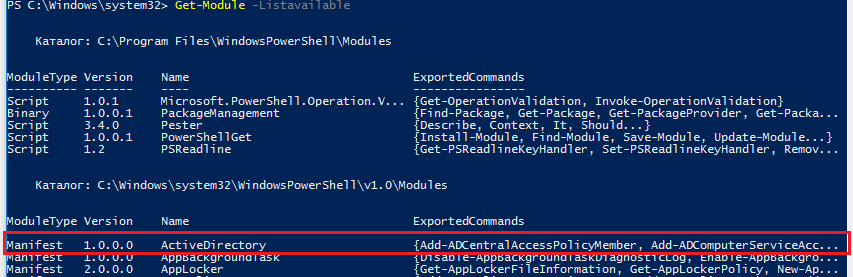 PS C:\Windows\system32> Get-Module -Listavailable
Каталог: C:\Program Files\WindowsPowerShell\Modules
ModuleType Version Name ExportedCommands
---------- ------- ---- ----------------
Script 1.0.1 Microsoft.PowerShell.Operation.V... {Get-OperationValidation, Invoke-OperationValidation}
Binary 1.0.0.1 PackageManagement {Find-Package, Get-Package, Get-PackageProvider, Get-Packa...
Script 3.4.0 Pester {Describe, Context, It, Should...}
Script 1.0.0.1 PowerShellGet {Install-Module, Find-Module, Save-Module, Update-Module...}
Script 1.2 PSReadline {Get-PSReadlineKeyHandler, Set-PSReadlineKeyHandler, Remov...
Каталог: C:\Windows\system32\WindowsPowerShell\v1.0\Modules
ModuleType Version Name ExportedCommands
Manifest 1.0.0.0 ActiveDirectory {Add-ADCentralAccessPolicyMember, Add-ADComputerServiceAcc...
Manifest 1.0.0.0 AppBackgroundTask {Disable-AppBackgroundTaskDiagnosticLog, Enable-AppBackgro...
Manifest 2.0.0.0 AppLocker {Get-AppLockerFileInformation, Get-AppLockerPolicy, New-Ap...